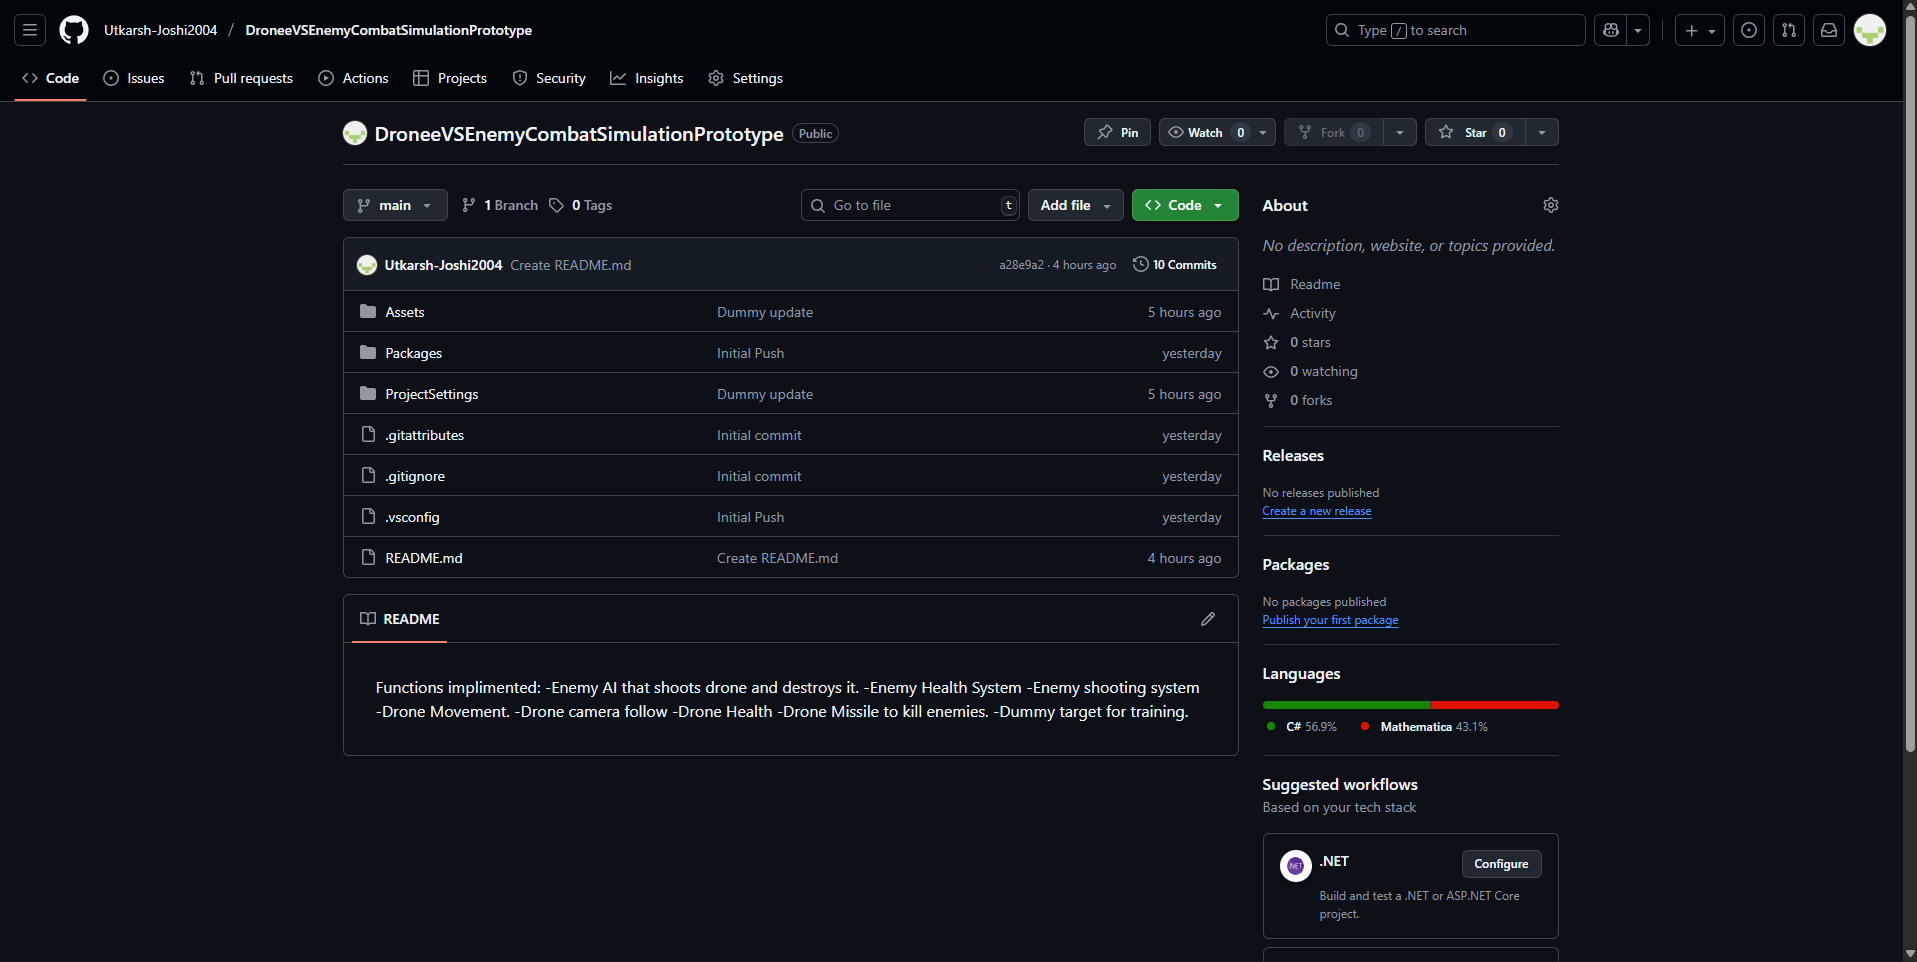 Utkarsh-Joshi2004 / DroneeVSEnemyCombatSimulationPrototype
Type / to search
Code Issues Pull requests Actions Projects Security Insights Settings
DroneeVSEnemyCombatSimulationPrototype Public
Pin Watch 0 Fork 0 Star 0
main 1 Branch 0 Tags
Go to file t Add file Code
Utkarsh-Joshi2004 Create README.md a28e9a2 · 4 hours ago 10 Commits
Assets Dummy update 5 hours ago
Packages Initial Push yesterday
ProjectSettings Dummy update 5 hours ago
.gitattributes Initial commit yesterday
.gitignore Initial commit yesterday
.vsconfig Initial Push yesterday
README.md Create README.md 4 hours ago
README
Functions implimented: -Enemy AI that shoots drone and destroys it. -Enemy Health System -Enemy shooting system
-Drone Movement. -Drone camera follow -Drone Health -Drone Missile to kill enemies. -Dummy target for training.
About
No description, website, or topics provided.
Readme
Activity
0 stars
0 watching
0 forks
Releases
No releases published
Create a new release
Packages
No packages published
Publish your first package
Languages
C# 56.9% Mathematica 43.1%
Suggested workflows
Based on your tech stack
.NET
.NET Configure
Build and test a .NET or ASP.NET Core
project.